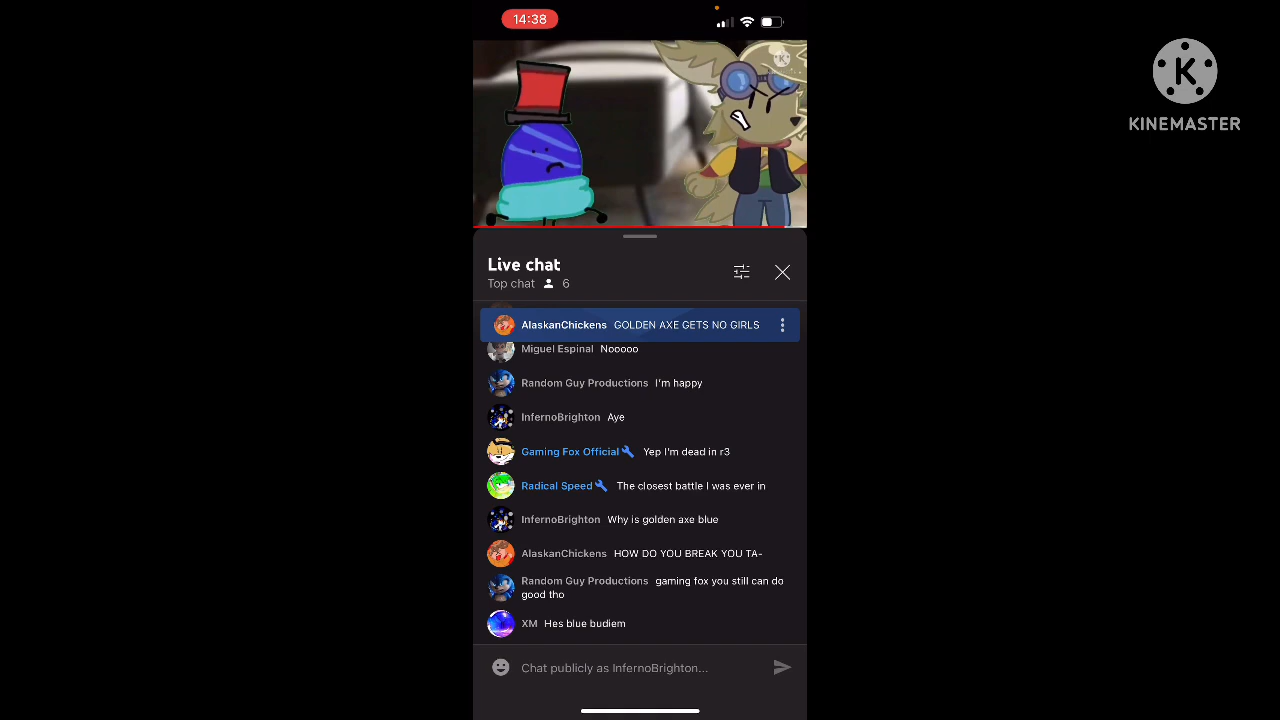 14:38
KINEMASTER
Live chat
Top chat 6
AlaskanChickens GOLDEN AXE GETS NO GIRLS
Miguel Espinal Nooooo
Random Guy Productions I'm happy
InfernoBrighton Aye
Gaming Fox Official Yep I'm dead in r3
Radical Speed The closest battle I was ever in
InfernoBrighton Why is golden axe blue
AlaskanChickens HOW DO YOU BREAK YOU TA-
Random Guy Productions gaming fox you still can do
good tho
XM Hes blue budiem
Chat publicly as InfernoBrighton...